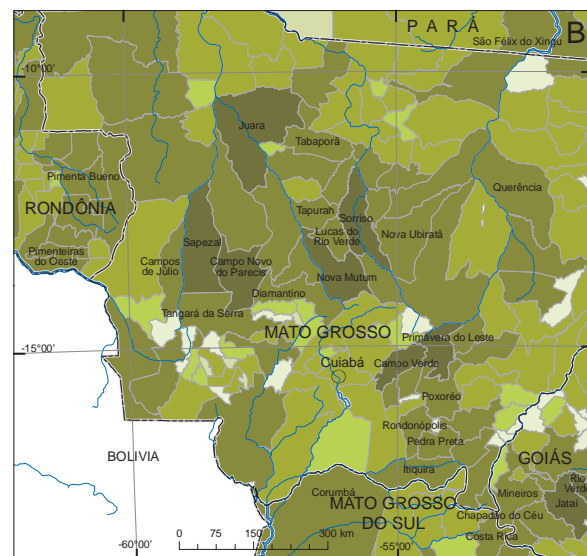 PARÁ
B
São Félix do Xingu
-10°00'
Juara
Tabaporã
Pimenta Bueno
Querência
RONDÔNIA
Tapurah
Sorriso
Lucas do
Rio Verde
Nova Ubiratã
Pimenteiras
do Oeste
Sapezal
Campos
de Júlio
Campo Novo
do Parecis
Nova Mutum
Diamantino
Tangará da Serra
MATO GROSSO
Primavera do Leste
-15°00'
Cuiabá
Campo Verde
Poxoréo
Rondonópolis
Pedra Preta
BOLIVIA
GOIÁS
Itiquira
Rio
Verde
Corumbá
Mineiros
MATO GROSSO
DO SUL
Jataí
Chapadão do Céu
Costa Rica
-60°00'
0 75 150 300 km
-55°00'